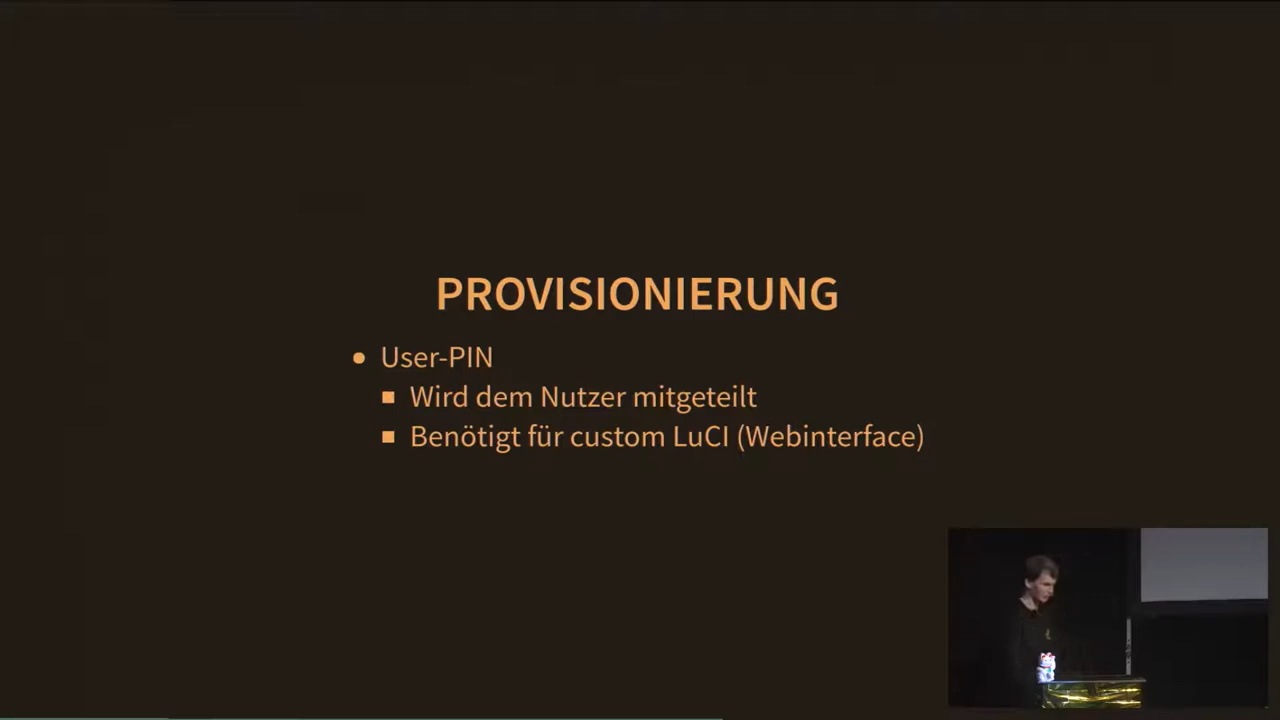 PROVISIONIERUNG
User-PIN
Wird dem Nutzer mitgeteilt
Benötigt für custom LuCI (Webinterface)